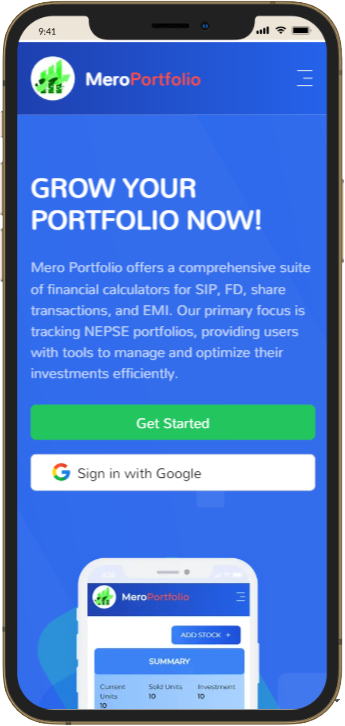 9:41
MeroPortfolio
GROW YOUR
PORTFOLIO NOW!
Mero Portfolio offers a comprehensive suite
of financial calculators for SIP, FD, share
transactions, and EMI. Our primary focus is
tracking NEPSE portfolios, providing users
with tools to manage and optimize their
investments efficiently.
Get Started
Sign in with Google
MeroPortfolio
ADD STOCK +
SUMMARY
Current Units Sold Units Investment
10 10 10